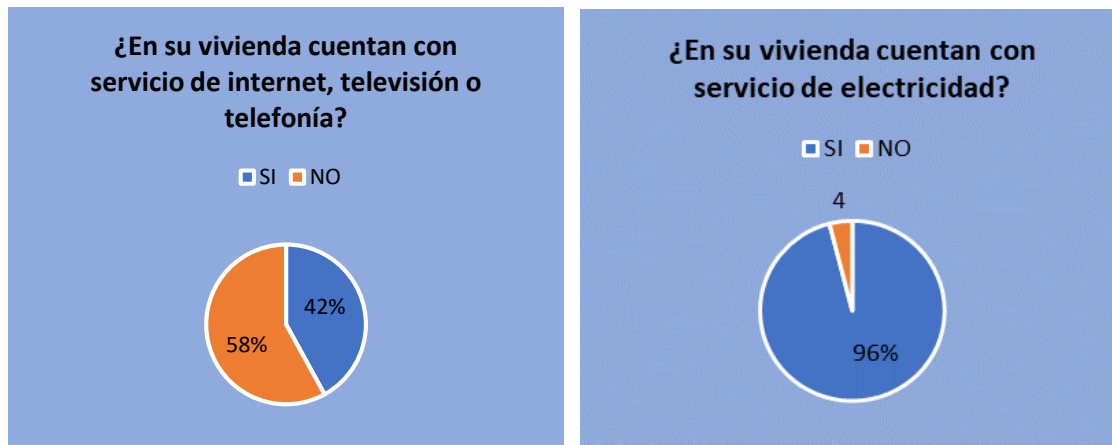 ¿En su vivienda cuentan con
servicio de internet, televisión o
telefonía?
SI NO
42%
58%
¿En su vivienda cuentan con
servicio de electricidad?
SI NO
4
96%